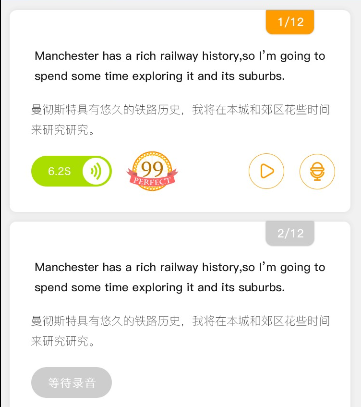 1/12
Manchester has a rich railway history,so I'm going to
spend some time exploring it and its suburbs.
曼彻斯特具有悠久的铁路历史，我将在本城和郊区花些时间
来研究研究。
6.2S
99
PERFECT
2/12
Manchester has a rich railway history,so I'm going to
spend some time exploring it and its suburbs.
曼彻斯特具有悠久的铁路历史，我将在本城和郊区花些时间
来研究研究。
等待录音